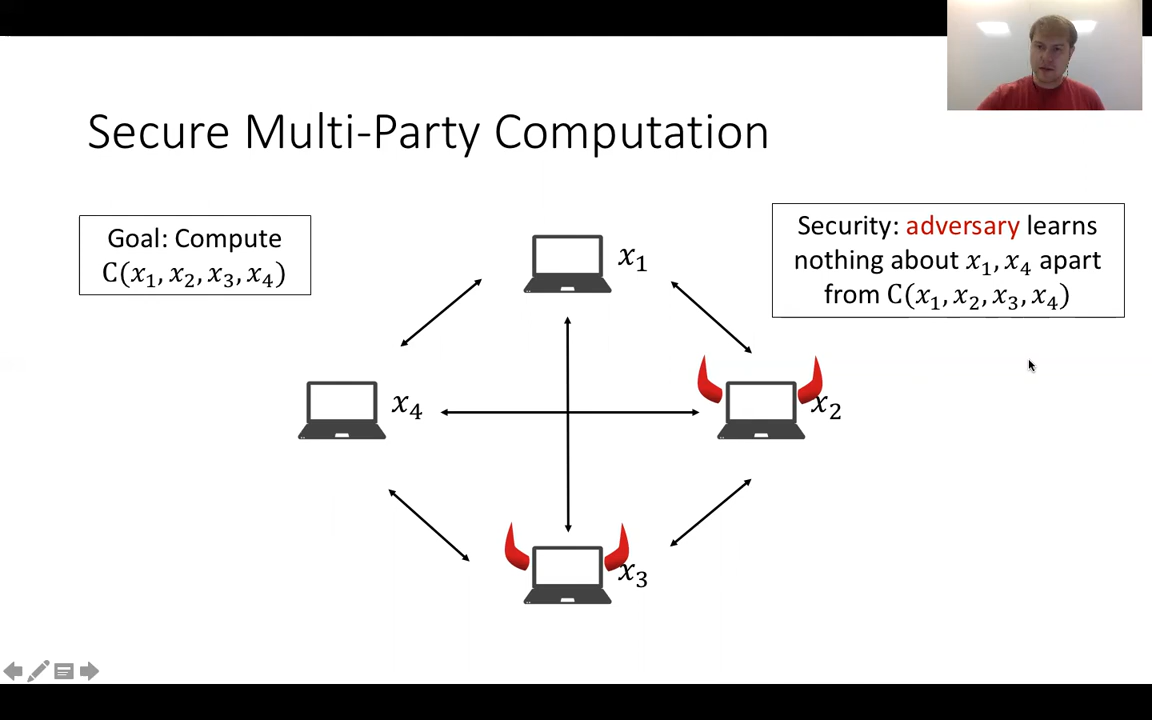 Secure Multi-Party Computation
Goal: Compute
C(x₁, x₂, x₃, x₄)
Security: adversary learns
nothing about x₁, x₄ apart
from C(x₁, x₂, x₃, x₄)
x₁
x₄
x₂
x₃